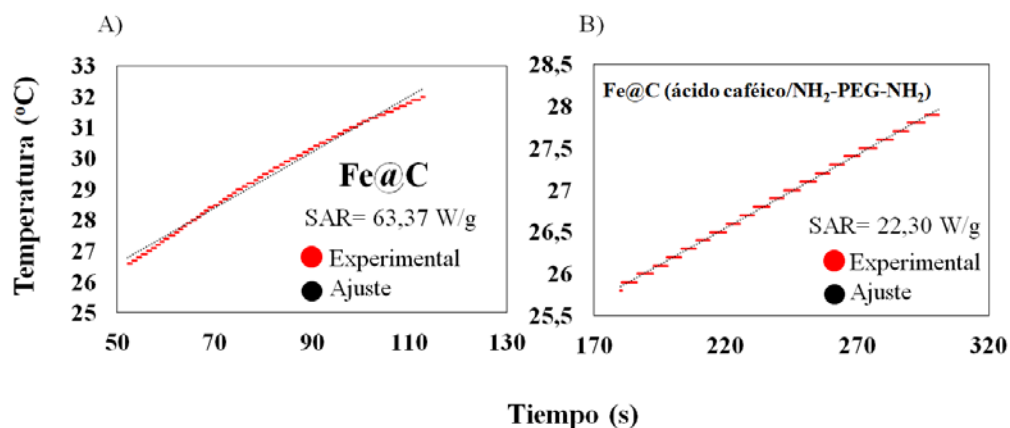 A)
B)
Temperatura (ºC)
33
32
31
30
29
28
27
26
25
50
70
90
110
130
Fe@C
SAR= 63,37 W/g
Experimental
Ajuste
28,5
28
27,5
27
26,5
26
25,5
170
220
270
320
Fe@C (ácido caféico/NH₂-PEG-NH₂)
SAR= 22,30 W/g
Experimental
Ajuste
Tiempo (s)